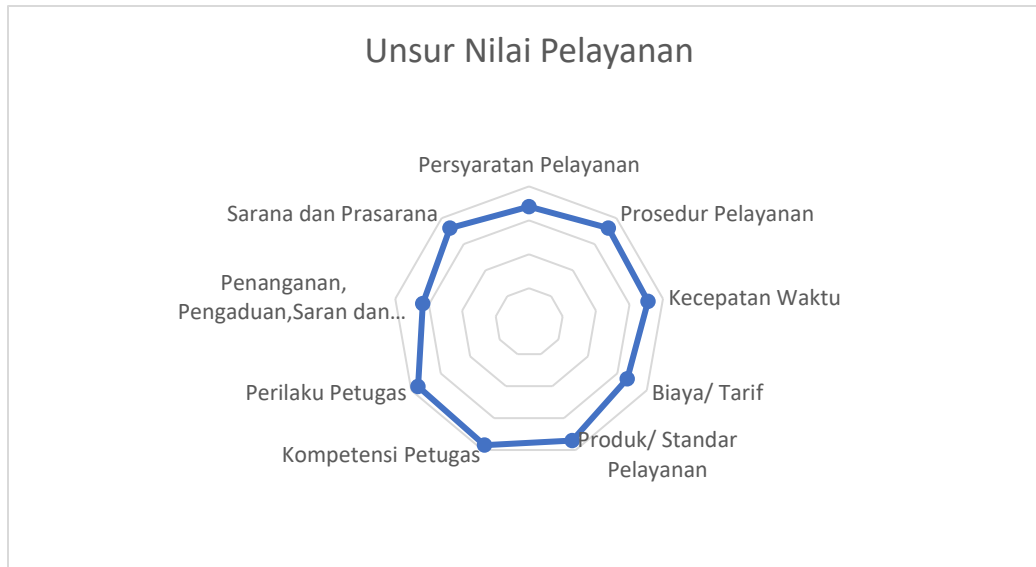 Unsur Nilai Pelayanan
Persyaratan Pelayanan
Prosedur Pelayanan
Kecepatan Waktu
Biaya/ Tarif
Produk/ Standar
Pelayanan
Kompetensi Petugas
Perilaku Petugas
Penanganan,
Pengaduan,Saran dan...
Sarana dan Prasarana